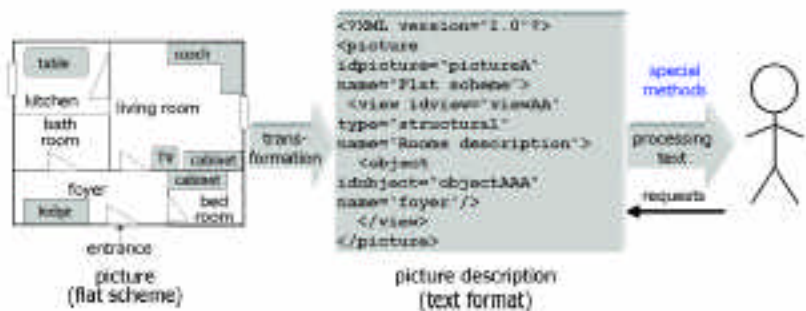 table
kitchen
bath
room
living room
couch
TV
cabinet
cabinet
foyer
bed
room
entrance
picture
(flat scheme)
trans-
formation
<?XML version="1.0"?>
<picture
idpicture="pictureA"
name="Flat scheme">
<view idview="viewAA"
type="structural"
name="Rooms description">
<object
idobject="objectAAA"
name="foyer"/>
</view>
</picture>
picture description
(text format)
special
methods
processing
text
requests